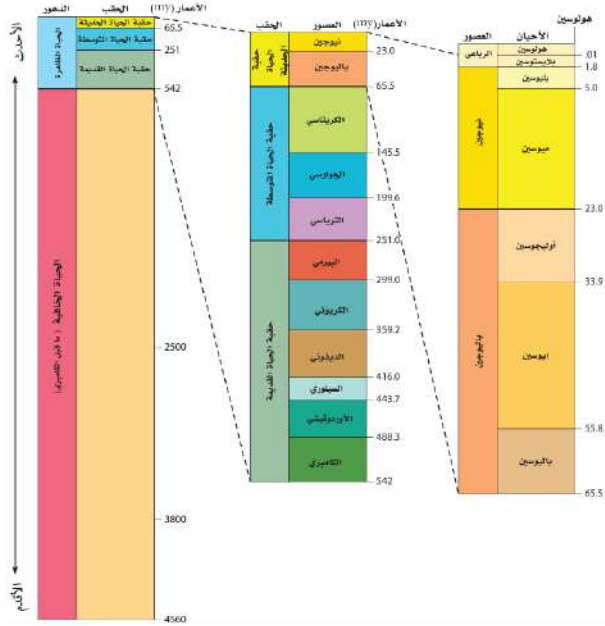 هولوسين
الدهور
الحقب
الأعمار (my)
الحقب
العصور
الأعمار (my)
العصور
الأحيان
الأحدث
الأقدم
الحياة الظاهرة
حقبة الحياة الحديثة
65.5
حقبة الحياة المتوسطة
251
حقبة الحياة القديمة
542
الحياة الخافية (ما قبل الكامبري)
2500
3800
4560
حقبة الحياة الحديثة
نيوجين
23.0
باليوجين
65.5
حقبة الحياة المتوسطة
الكريتاسي
145.5
الجوارسي
199.6
الترياسي
251.0
حقبة الحياة القديمة
البيرمي
299.0
الكربوني
359.2
الديفوني
416.0
السيلوري
443.7
الأوردوفيشي
488.3
الكامبري
542
الرباعي
هولوسين
.01
بلايستوسين
1.8
نيوجين
بليوسين
5.0
ميوسين
23.0
باليوجين
أوليجوسين
33.9
إيوسين
55.8
باليوسين
65.5